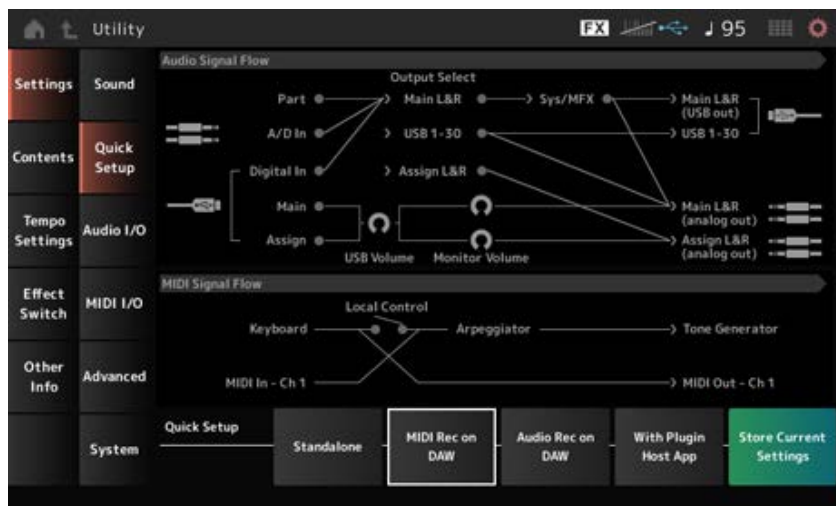 Utility
FX
♩ 95
Settings
Contents
Tempo
Settings
Effect
Switch
Other
Info
Sound
Quick
Setup
Audio I/O
MIDI I/O
Advanced
System
Audio Signal Flow
Output Select
Part
Main L&R
Sys/MFX
Main L&R
(USB out)
A/D In
USB 1-30
USB 1-30
Digital In
Assign L&R
Main
Main L&R
(analog out)
Assign
Assign L&R
(analog out)
USB Volume
Monitor Volume
MIDI Signal Flow
Local Control
Keyboard
Arpeggiator
Tone Generator
MIDI In - Ch 1
MIDI Out - Ch 1
Quick Setup
Standalone
MIDI Rec on
DAW
Audio Rec on
DAW
With Plugin
Host App
Store Current
Settings